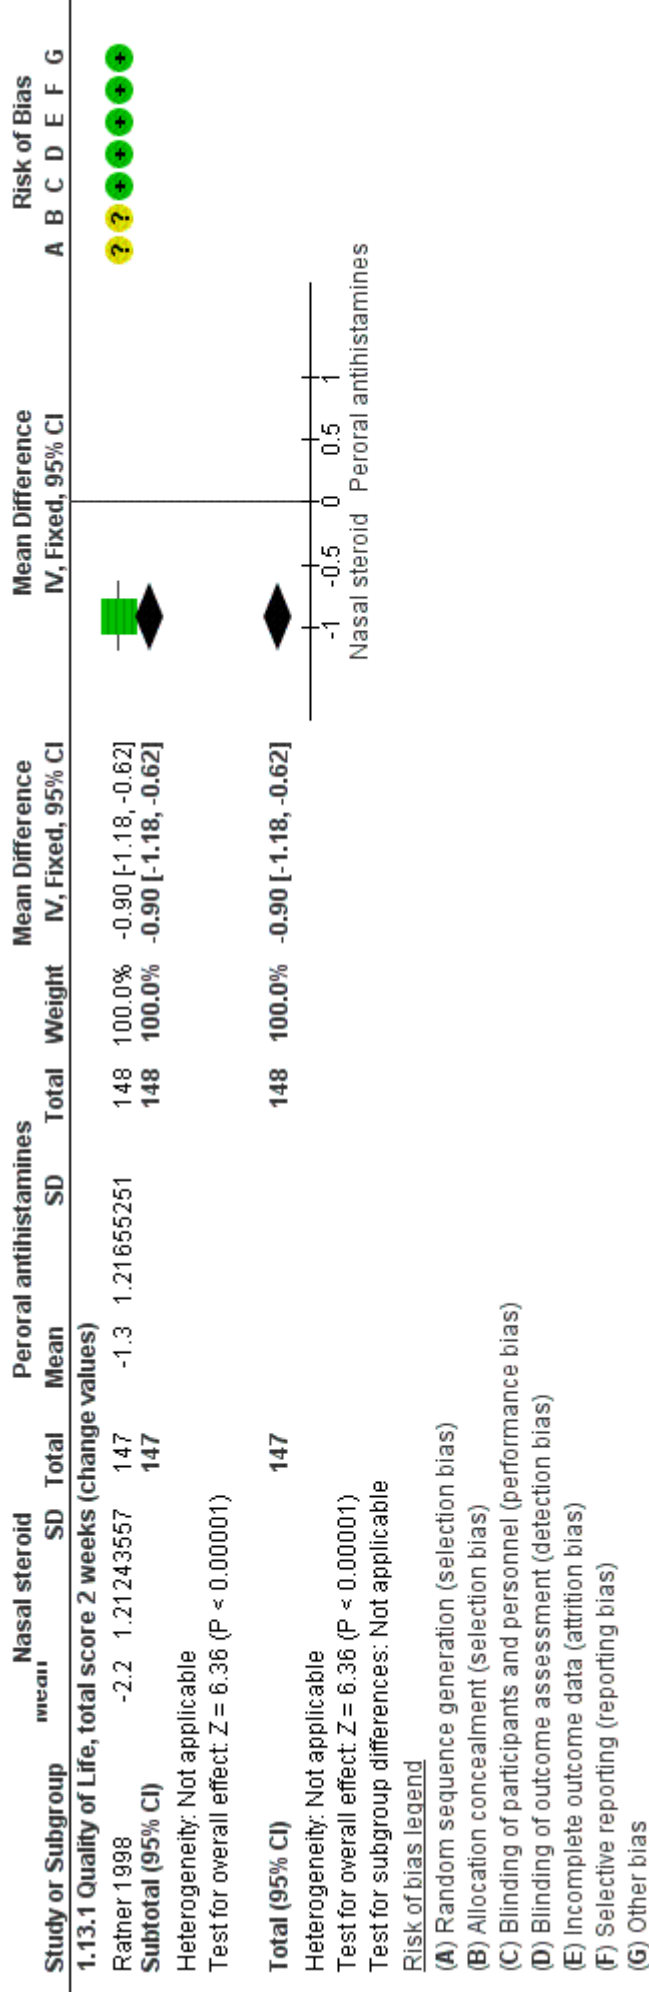 Nasal steroid Peroral antihistamines Mean Difference Mean Difference Risk of Bias
Study or Subgroup Mean SD Total Mean SD Total Weight IV, Fixed, 95% CI IV, Fixed, 95% CI A B C D E F G
1.13.1 Quality of Life, total score 2 weeks (change values)
Ratner 1998 -2.2 1.21243557 147 -1.3 1.21655251 148 100.0% -0.90 [-1.18, -0.62] ? ? + + + + +
Subtotal (95% CI) 147 148 100.0% -0.90 [-1.18, -0.62]
Heterogeneity: Not applicable
Test for overall effect: Z = 6.36 (P < 0.00001)
Total (95% CI) 147 148 100.0% -0.90 [-1.18, -0.62]
Heterogeneity: Not applicable
Test for overall effect: Z = 6.36 (P < 0.00001)
Test for subgroup differences: Not applicable
-1 -0.5 0 0.5 1
Nasal steroid Peroral antihistamines
Risk of bias legend
(A) Random sequence generation (selection bias)
(B) Allocation concealment (selection bias)
(C) Blinding of participants and personnel (performance bias)
(D) Blinding of outcome assessment (detection bias)
(E) Incomplete outcome data (attrition bias)
(F) Selective reporting (reporting bias)
(G) Other bias